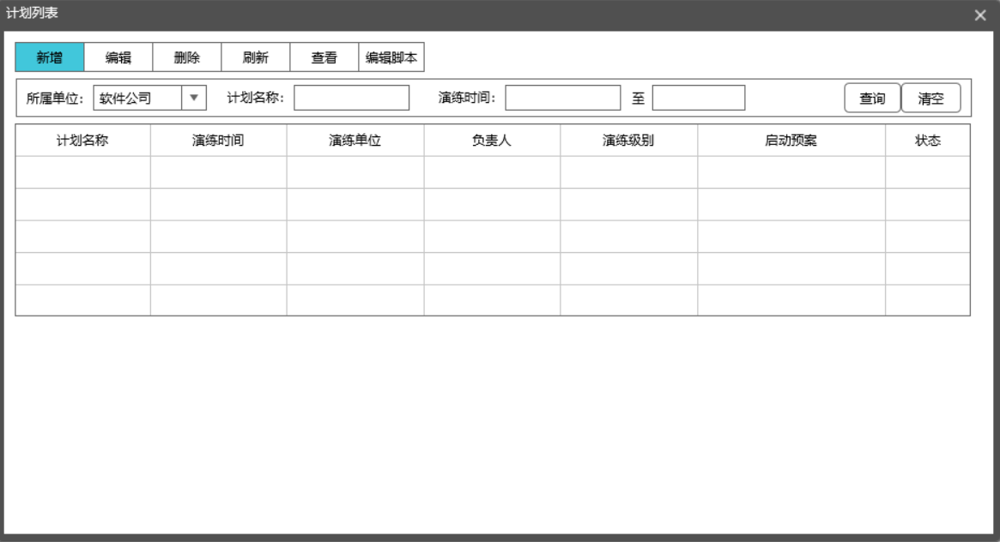 计划列表
新增 编辑 删除 刷新 查看 编辑脚本
所属单位: 软件公司 计划名称: 演练时间: 至 查询 清空
计划名称 演练时间 演练单位 负责人 演练级别 启动预案 状态